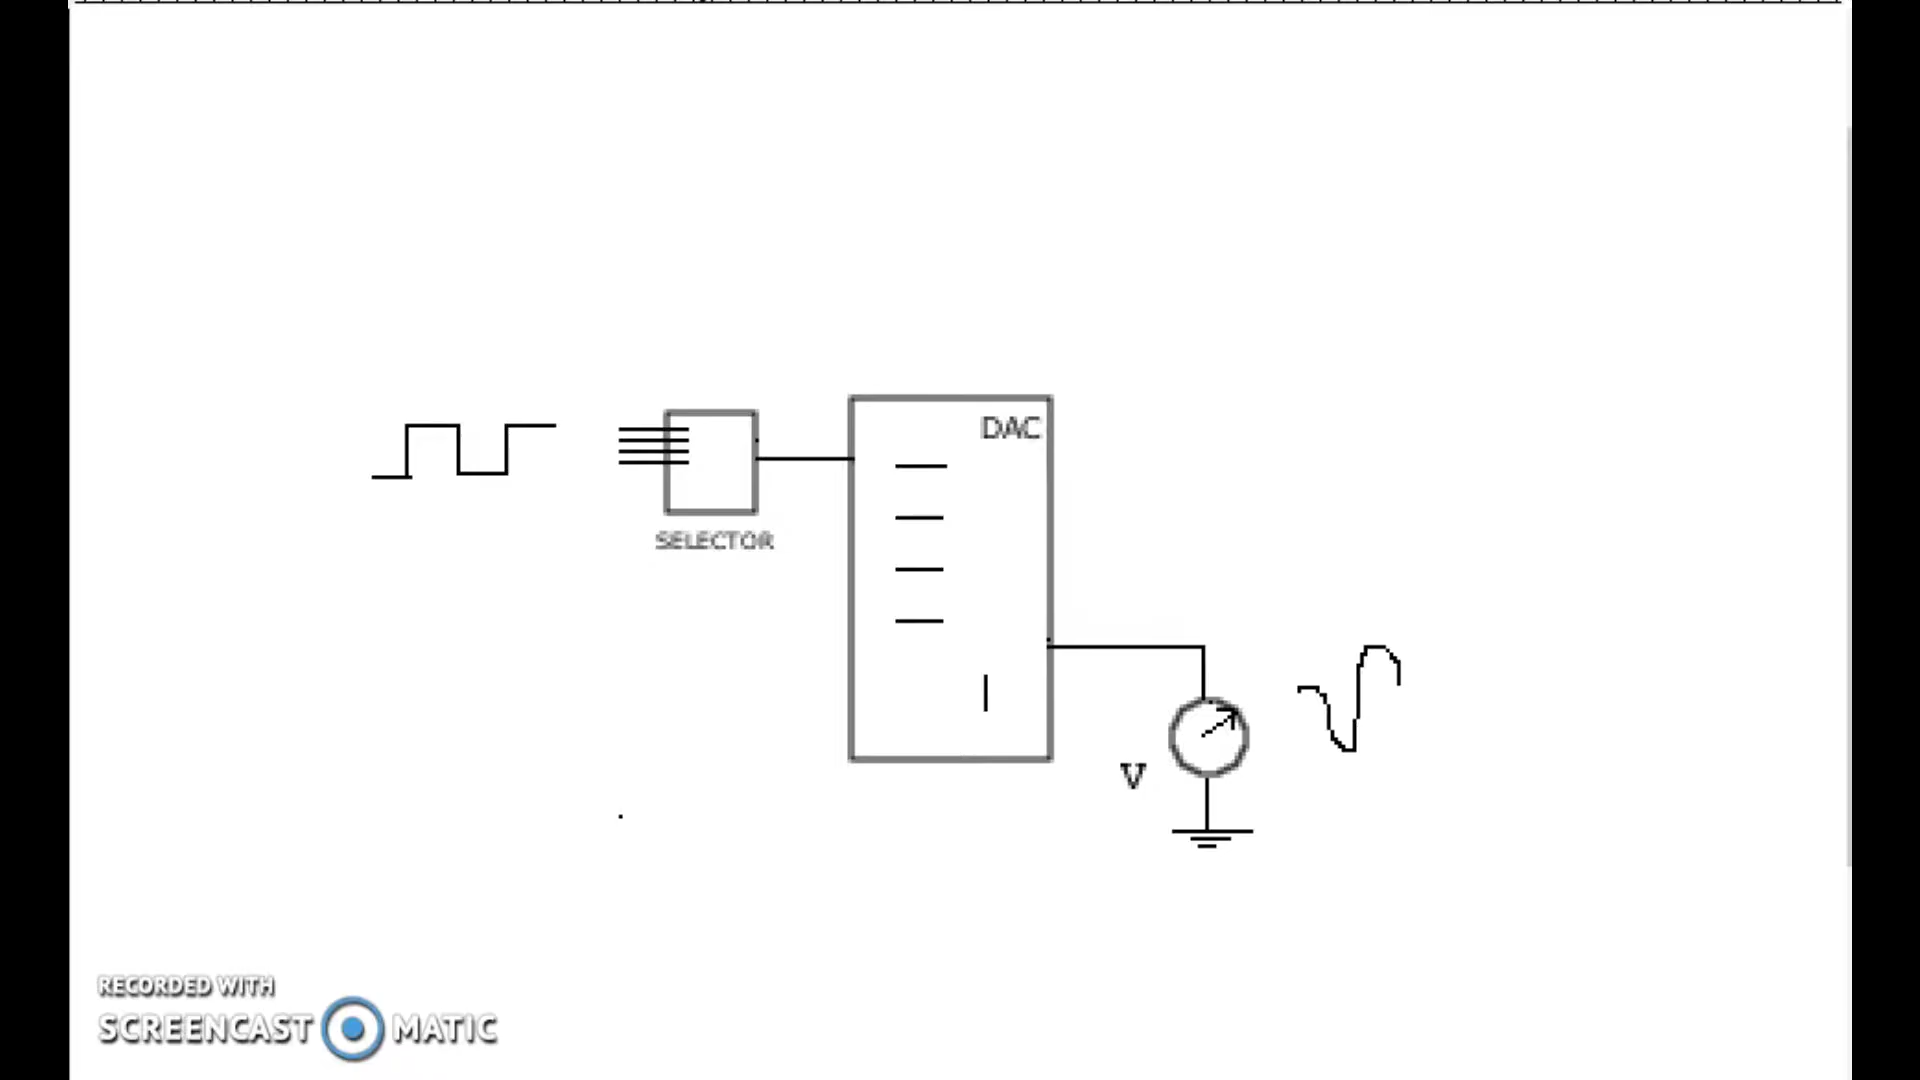 DAC
SELECTOR
V
RECORDED WITH
SCREENCAST MATIC